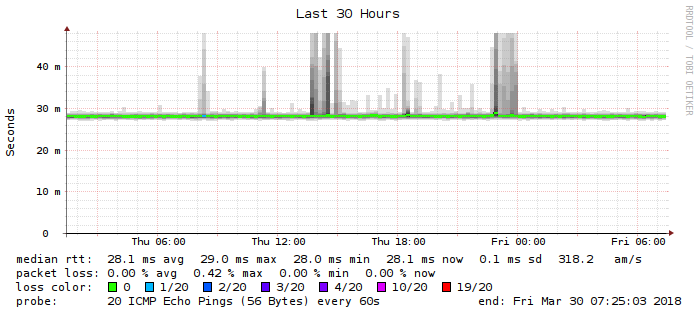 Last 30 Hours
RRDTOOL / TOBI OETIKER
Seconds
40 m
30 m
20 m
10 m
0
Thu 06:00 Thu 12:00 Thu 18:00 Fri 00:00 Fri 06:00
median rtt: 28.1 ms avg 29.0 ms max 28.0 ms min 28.1 ms now 0.1 ms sd 318.2 am/s
packet loss: 0.00 % avg 0.42 % max 0.00 % min 0.00 % now
loss color: 0 1/20 2/20 3/20 4/20 10/20 19/20
probe: 20 ICMP Echo Pings (56 Bytes) every 60s end: Fri Mar 30 07:25:03 2018